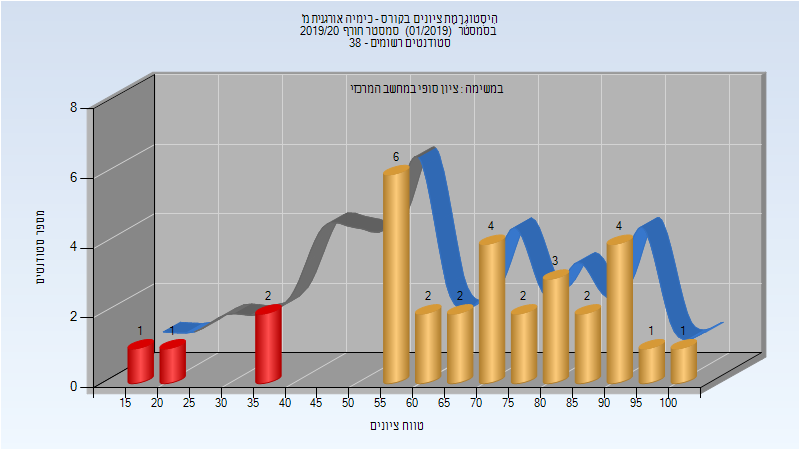 היסטוגרמת ציונים בקורס - כימיה אורגנית מ'
בסמסטר (01/2019) סמסטר חורף 2019/20
סטודנטים רשומים - 38
במשימה : ציון סופי במחשב המרכזי
מספר סטודנטים
8
6
4
2
0
1
1
2
6
2
2
4
2
3
2
4
1
1
15 20 25 30 35 40 45 50 55 60 65 70 75 80 85 90 95 100
טווח ציונים